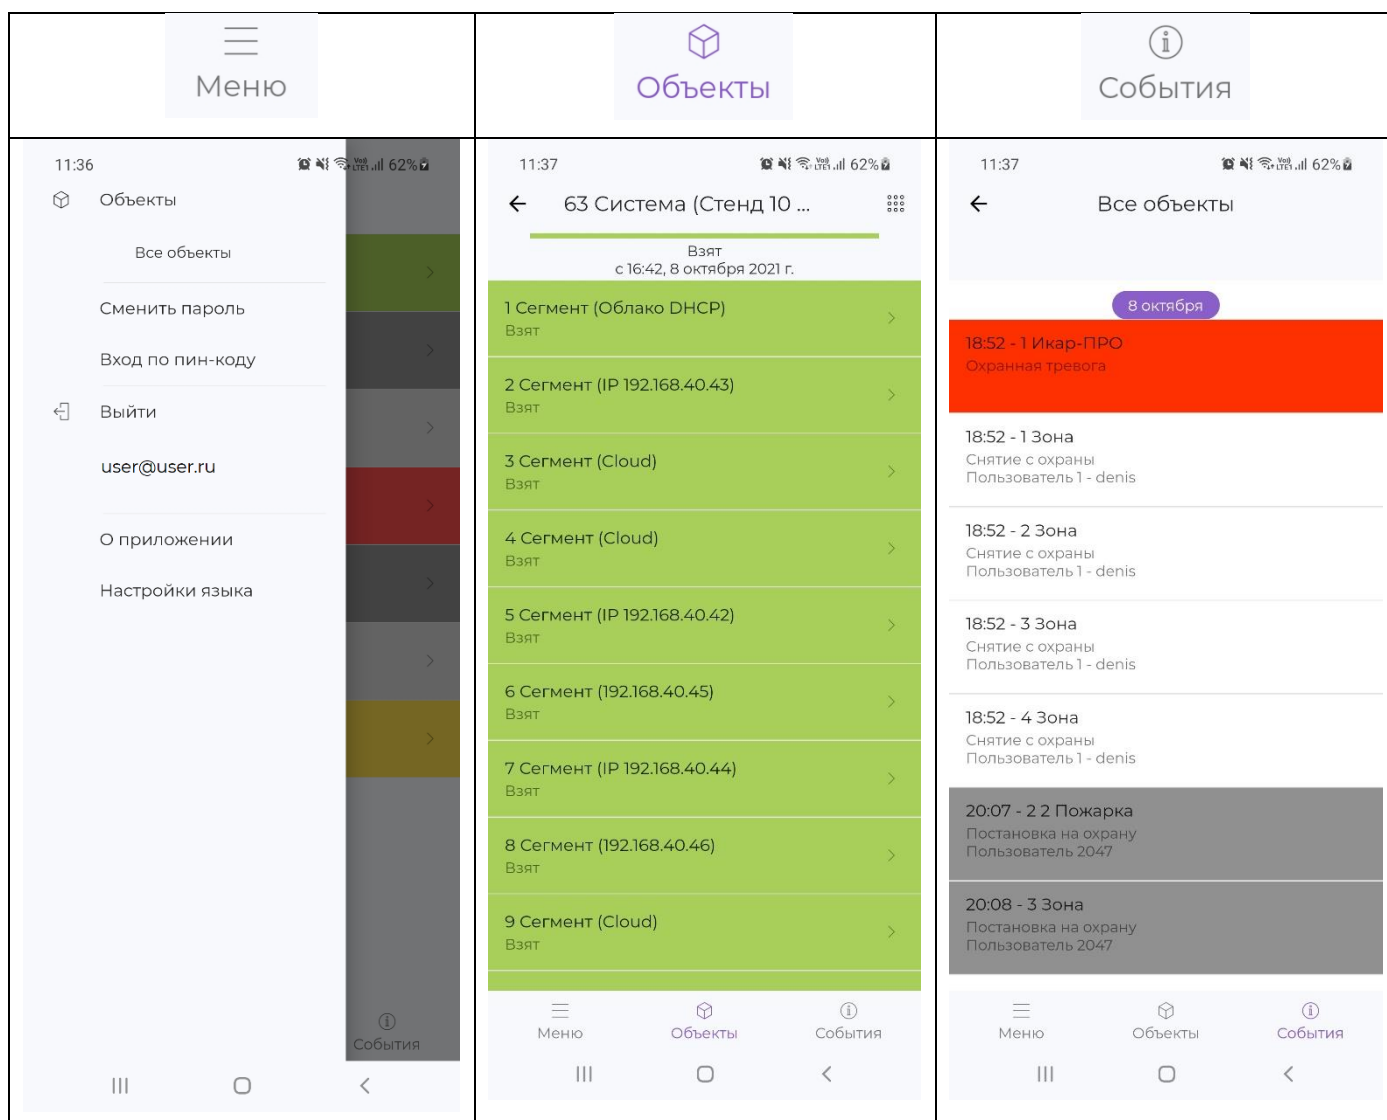 Меню
Объекты
События
11:36
62%
Объекты
Все объекты
Сменить пароль
Вход по пин-коду
Выйти
user@user.ru
О приложении
Настройки языка
События
11:37
62%
63 Система (Стенд 10 ...
Взят
с 16:42, 8 октября 2021 г.
1 Сегмент (Облако DHCP)
Взят
2 Сегмент (IP 192.168.40.43)
Взят
3 Сегмент (Cloud)
Взят
4 Сегмент (Cloud)
Взят
5 Сегмент (IP 192.168.40.42)
Взят
6 Сегмент (192.168.40.45)
Взят
7 Сегмент (IP 192.168.40.44)
Взят
8 Сегмент (192.168.40.46)
Взят
9 Сегмент (Cloud)
Взят
Меню
Объекты
События
11:37
62%
Все объекты
8 октября
18:52 - 1 Икар-ПРО
Охранная тревога
18:52 - 1 Зона
Снятие с охраны
Пользователь 1 - denis
18:52 - 2 Зона
Снятие с охраны
Пользователь 1 - denis
18:52 - 3 Зона
Снятие с охраны
Пользователь 1 - denis
18:52 - 4 Зона
Снятие с охраны
Пользователь 1 - denis
20:07 - 2 2 Пожарка
Постановка на охрану
Пользователь 2047
20:08 - 3 Зона
Постановка на охрану
Пользователь 2047
Меню
Объекты
События